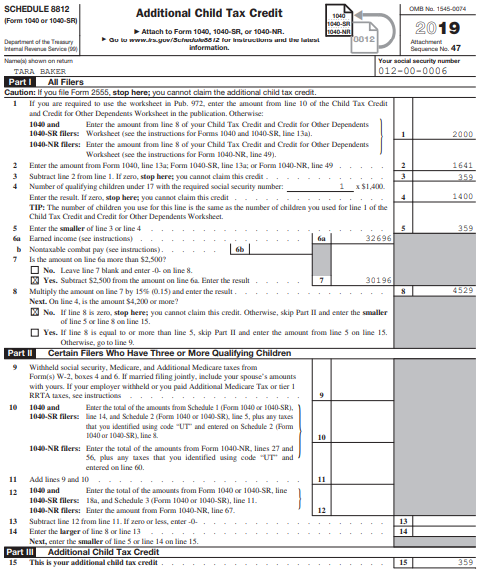 SCHEDULE 8812
(Form 1040 or 1040-SR)
Department of the Treasury
Internal Revenue Service (99)
Additional Child Tax Credit
▶ Attach to Form 1040, 1040-SR, or 1040-NR.
▶ Go to www.irs.gov/Schedule8812 for instructions and the latest
information.
1040
1040-SR
1040-NR
8812
OMB No. 1545-0074
2019
Attachment
Sequence No. 47
Name(s) shown on return
Your social security number
TARA BAKER
012-00-0006
Part I All Filers
Caution: If you file Form 2555, stop here; you cannot claim the additional child tax credit.
1 If you are required to use the worksheet in Pub. 972, enter the amount from line 10 of the Child Tax Credit
and Credit for Other Dependents Worksheet in the publication. Otherwise:
1040 and Enter the amount from line 8 of your Child Tax Credit and Credit for Other Dependents
1040-SR filers: Worksheet (see the instructions for Forms 1040 and 1040-SR, line 13a). 1 2000
1040-NR filers: Enter the amount from line 8 of your Child Tax Credit and Credit for Other Dependents
Worksheet (see the instructions for Form 1040-NR, line 49).
2 Enter the amount from Form 1040, line 13a; Form 1040-SR, line 13a; or Form 1040-NR, line 49 2 1641
3 Subtract line 2 from line 1. If zero, stop here; you cannot claim this credit 3 359
4 Number of qualifying children under 17 with the required social security number: 1 x $1,400.
Enter the result. If zero, stop here; you cannot claim this credit 4 1400
TIP: The number of children you use for this line is the same as the number of children you used for line 1 of the
Child Tax Credit and Credit for Other Dependents Worksheet.
5 Enter the smaller of line 3 or line 4 5 359
6a Earned income (see instructions) 6a 32696
b Nontaxable combat pay (see instructions) 6b
7 Is the amount on line 6a more than $2,500?
☐ No. Leave line 7 blank and enter -0- on line 8.
☒ Yes. Subtract $2,500 from the amount on line 6a. Enter the result 7 30196
8 Multiply the amount on line 7 by 15% (0.15) and enter the result 8 4529
Next. On line 4, is the amount $4,200 or more?
☒ No. If line 8 is zero, stop here; you cannot claim this credit. Otherwise, skip Part II and enter the smaller
of line 5 or line 8 on line 15.
☐ Yes. If line 8 is equal to or more than line 5, skip Part II and enter the amount from line 5 on line 15.
Otherwise, go to line 9.
Part II Certain Filers Who Have Three or More Qualifying Children
9 Withheld social security, Medicare, and Additional Medicare taxes from
Form(s) W-2, boxes 4 and 6. If married filing jointly, include your spouse's amounts
with yours. If your employer withheld or you paid Additional Medicare Tax or tier 1
RRTA taxes, see instructions 9
10 1040 and Enter the total of the amounts from Schedule 1 (Form 1040 or 1040-SR),
1040-SR filers: line 14, and Schedule 2 (Form 1040 or 1040-SR), line 5, plus any taxes
that you identified using code "UT" and entered on Schedule 2 (Form
1040 or 1040-SR), line 8. 10
1040-NR filers: Enter the total of the amounts from Form 1040-NR, lines 27 and
56, plus any taxes that you identified using code "UT" and
entered on line 60.
11 Add lines 9 and 10 11
12 1040 and Enter the total of the amounts from Form 1040 or 1040-SR, line
1040-SR filers: 18a, and Schedule 3 (Form 1040 or 1040-SR), line 11.
1040-NR filers: Enter the amount from Form 1040-NR, line 67. 12
13 Subtract line 12 from line 11. If zero or less, enter -0- 13
14 Enter the larger of line 8 or line 13 14
Next, enter the smaller of line 5 or line 14 on line 15.
Part III Additional Child Tax Credit
15 This is your additional child tax credit 15 359